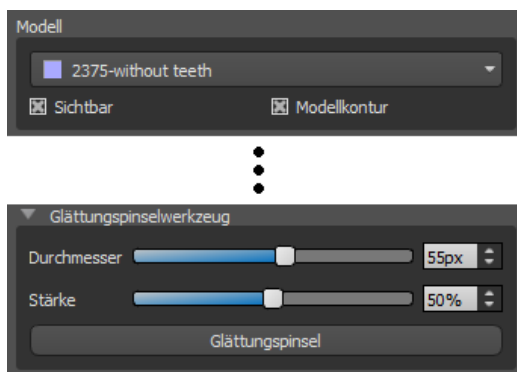 Modell
2375-without teeth
Sichtbar Modellkontur
Glättungspinselwerkzeug
Durchmesser 55px
Stärke 50%
Glättungspinsel